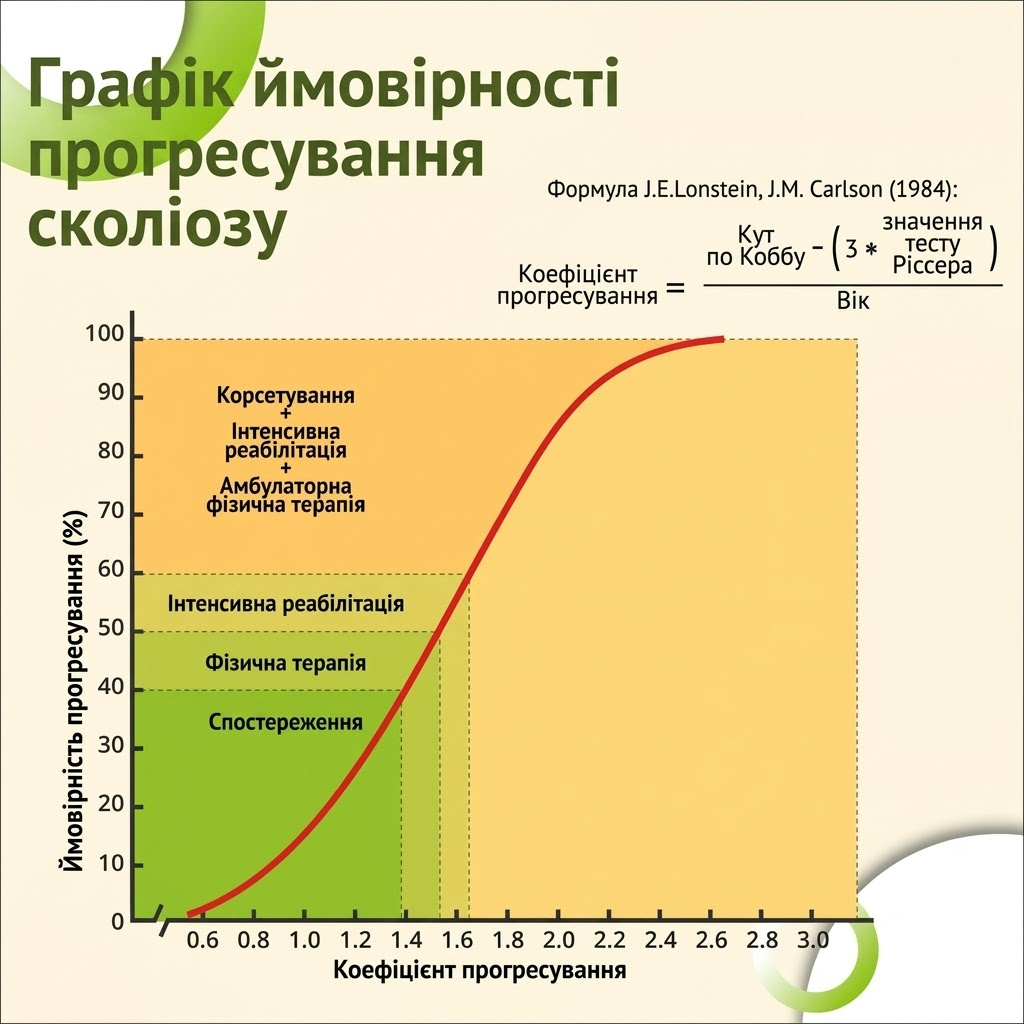 Графік ймовірності
прогресування
сколіозу
Формула J.E.Lonstein, J.M. Carlson (1984):
Коефіцієнт
прогресування
=
Кут
по Коббу
- ( 3 *
значення
тесту
Ріссера
)
Вік
100
90
80
70
60
50
40
30
20
10
0
Ймовірність прогресування (%)
Корсетування
+
Інтенсивна
реабілітація
+
Амбулаторна
фізична терапія
Інтенсивна реабілітація
Фізична терапія
Спостереження
0.6 0.8 1.0 1.2 1.4 1.6 1.8 2.0 2.2 2.4 2.6 2.8 3.0
Коефіцієнт прогресування